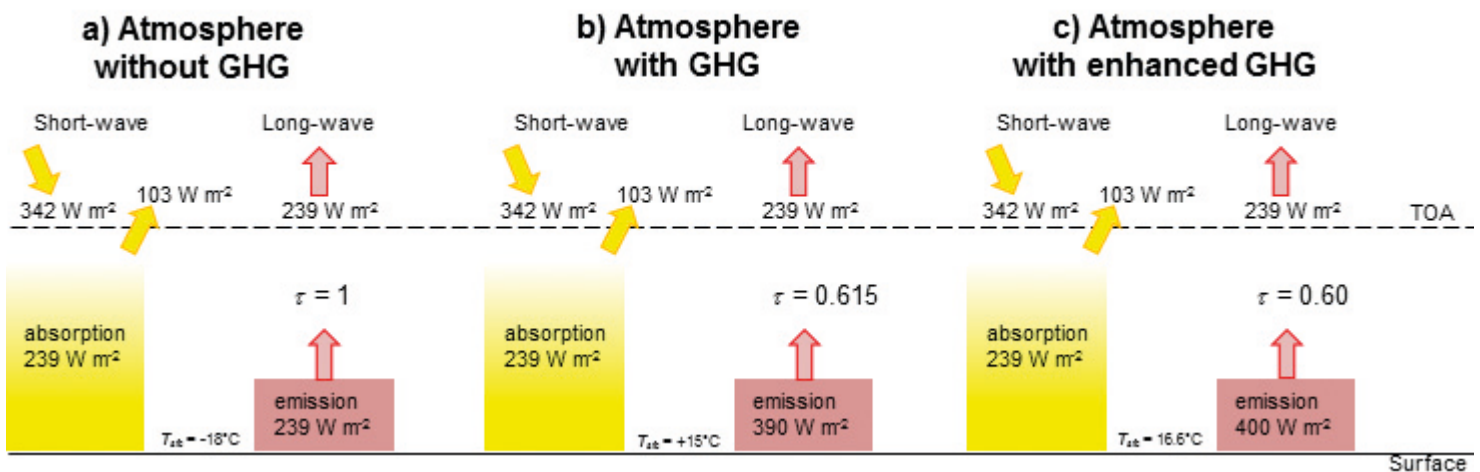 a) Atmosphere
without GHG
b) Atmosphere
with GHG
c) Atmosphere
with enhanced GHG
Short-wave
Long-wave
Short-wave
Long-wave
Short-wave
Long-wave
342 W m-²
103 W m-²
239 W m-²
342 W m-²
103 W m-²
239 W m-²
342 W m-²
103 W m-²
239 W m-²
TOA
τ = 1
τ = 0.615
τ = 0.60
absorption
239 W m-²
absorption
239 W m-²
absorption
239 W m-²
emission
239 W m-²
emission
390 W m-²
emission
400 W m-²
= -18°C
= +15°C
= 16.6°C
Surface